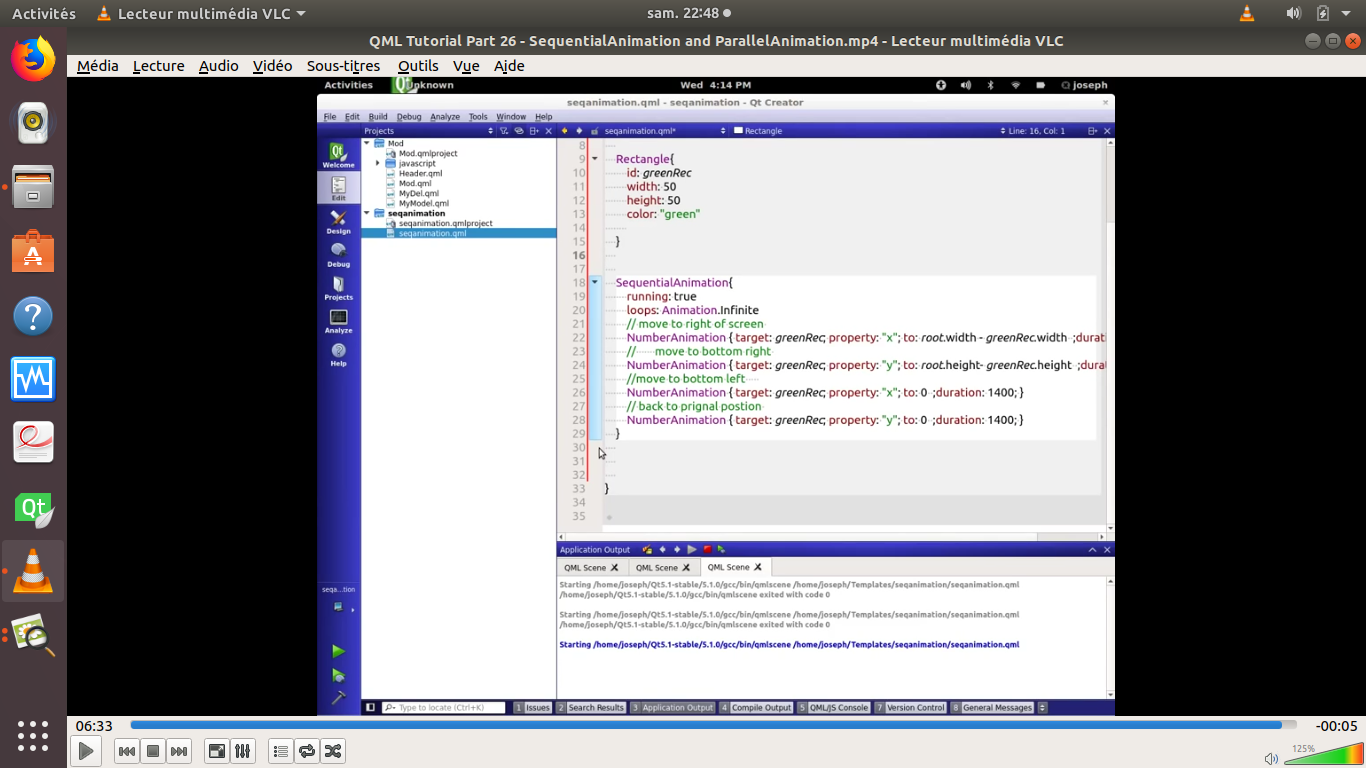 Activités
Lecteur multimédia VLC
sam. 22:48
QML Tutorial Part 26 - SequentialAnimation and ParallelAnimation.mp4 - Lecteur multimédia VLC
Média Lecture Audio Vidéo Sous-titres Outils Vue Aide
Activities Unknown Wed 4:14 PM joseph
seqanimation.qml - seqanimation - Qt Creator
File Edit Build Debug Analyze Tools Window Help
Projects
seqanimation.qml*
Rectangle
Line: 16, Col: 1
Welcome
Edit
Design
Debug
Projects
Analyze
Help
Mod
Mod.qmlproject
javascript
Header.qml
Mod.qml
MyDel.qml
MyModel.qml
seqanimation
seqanimation.qmlproject
seqanimation.qml
8
9 Rectangle{
10 id: greenRec
11 width: 50
12 height: 50
13 color: "green"
14
15 }
16
17
18 SequentialAnimation{
19 running: true
20 loops: Animation.Infinite
21 // move to right of screen
22 NumberAnimation { target: greenRec; property: "x"; to: root.width - greenRec.width ;durati
23 // move to bottom right
24 NumberAnimation { target: greenRec; property: "y"; to: root.height- greenRec.height ;dura
25 //move to bottom left
26 NumberAnimation { target: greenRec; property: "x"; to: 0 ;duration: 1400; }
27 // back to prignal postion
28 NumberAnimation { target: greenRec; property: "y"; to: 0 ;duration: 1400; }
29 }
30
31
32
33 }
34
35
Application Output
QML Scene QML Scene QML Scene
Starting /home/joseph/Qt5.1-stable/5.1.0/gcc/bin/qmlscene /home/joseph/Templates/seqanimation/seqanimation.qml
/home/joseph/Qt5.1-stable/5.1.0/gcc/bin/qmlscene exited with code 0
Starting /home/joseph/Qt5.1-stable/5.1.0/gcc/bin/qmlscene /home/joseph/Templates/seqanimation/seqanimation.qml
/home/joseph/Qt5.1-stable/5.1.0/gcc/bin/qmlscene exited with code 0
Starting /home/joseph/Qt5.1-stable/5.1.0/gcc/bin/qmlscene /home/joseph/Templates/seqanimation/seqanimation.qml
seqa...tion
Type to locate (Ctrl+K)
1 Issues 2 Search Results 3 Application Output 4 Compile Output 5 QML/JS Console 7 Version Control 8 General Messages
06:33
-00:05
125%